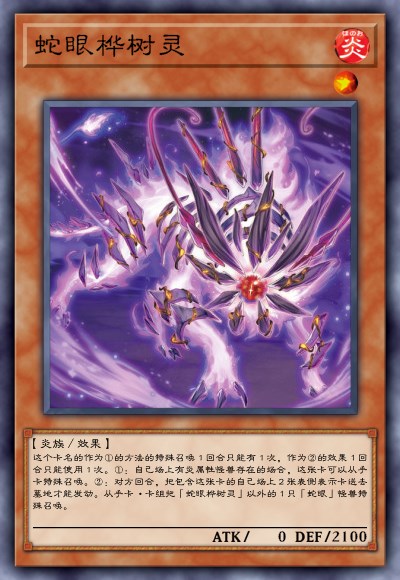 蛇眼桦树灵
ほのお
炎
【炎族/效果】
这个卡名的作为①的方法的特殊召唤1回合只能有1次,作为②的效果1回
合只能使用1次。①:自己场上有炎属性怪兽存在的场合,这张卡可以从手
卡特殊召唤。②:对方回合,把包含这张卡的自己场上2张表侧表示卡送去
墓地才能发动。从手卡·卡组把「蛇眼桦树灵」以外的1只「蛇眼」怪兽特
殊召唤。
ATK/ 0 DEF/2100